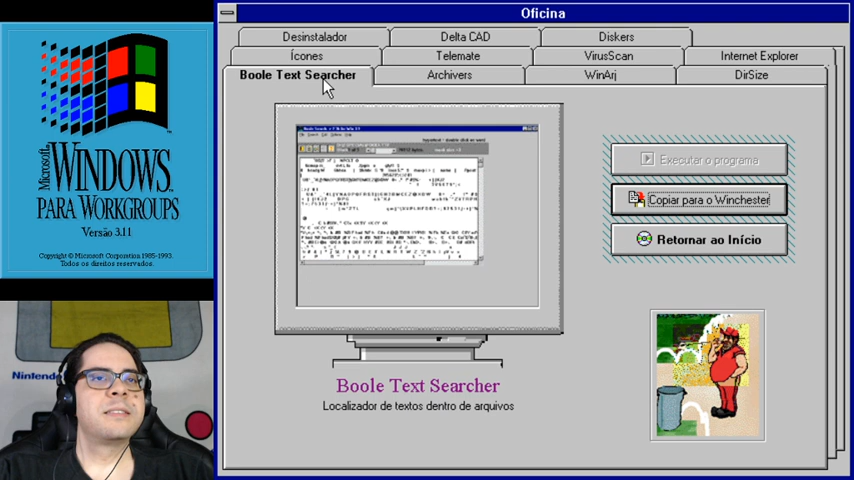 Microsoft®
WINDOWS™
PARA WORKGROUPS
Versão 3.11
Copyright © Microsoft Corporation 1985-1993.
Todos os direitos reservados.
Nintendo
Oficina
Desinstalador
Delta CAD
Diskers
Ícones
Telemate
VirusScan
Internet Explorer
Boole Text Searcher
Archivers
WinArj
DirSize
Executar o programa
Copiar para o Winchester
Retornar ao Início
Boole Text Searcher
Localizador de textos dentro de arquivos